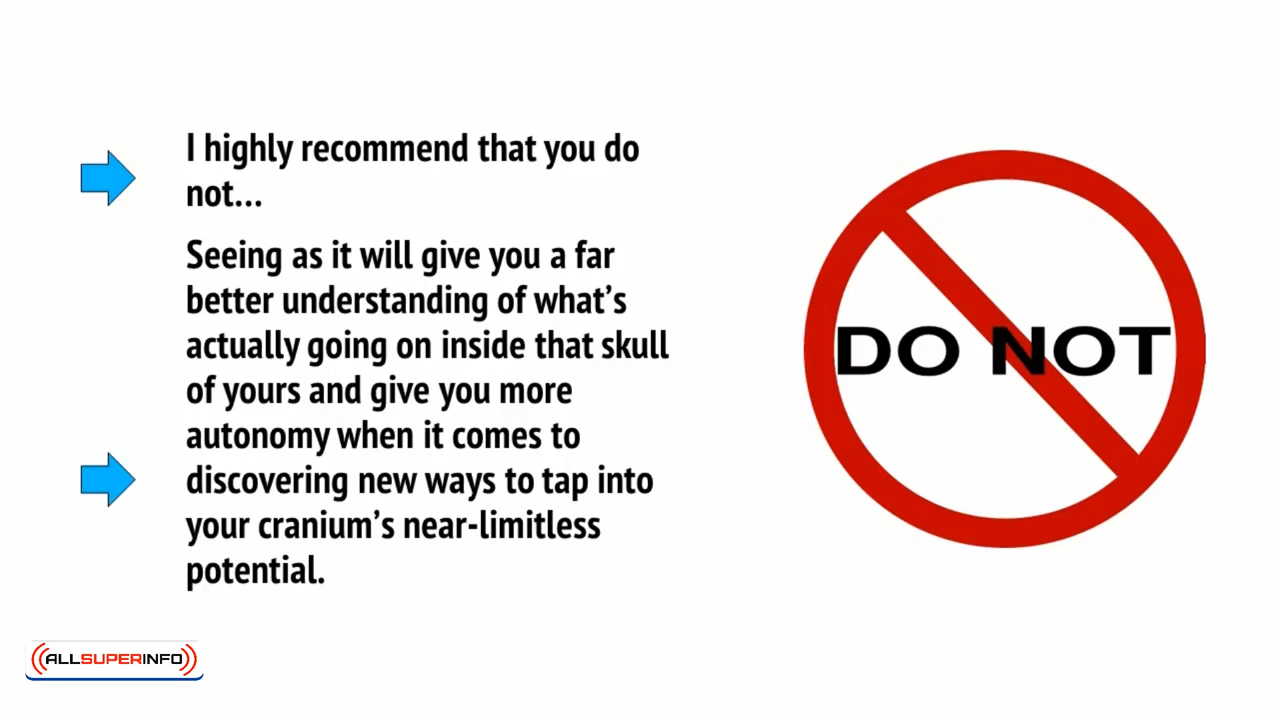 I highly recommend that you do
not...
Seeing as it will give you a far
better understanding of what's
actually going on inside that skull
of yours and give you more
autonomy when it comes to
discovering new ways to tap into
your cranium's near-limitless
potential.
DO NOT
ALLSUPERINFO